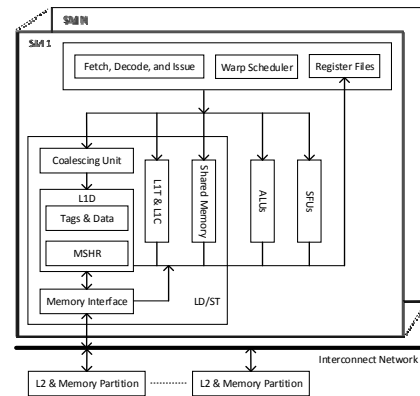 SM N
SM 1
Fetch, Decode, and Issue
Warp Scheduler
Register Files
Coalescing Unit
L1D
Tags & Data
MSHR
Memory Interface
L1T & L1C
Shared Memory
ALUs
SFUs
LD/ST
Interconnect Network
L2 & Memory Partition
L2 & Memory Partition